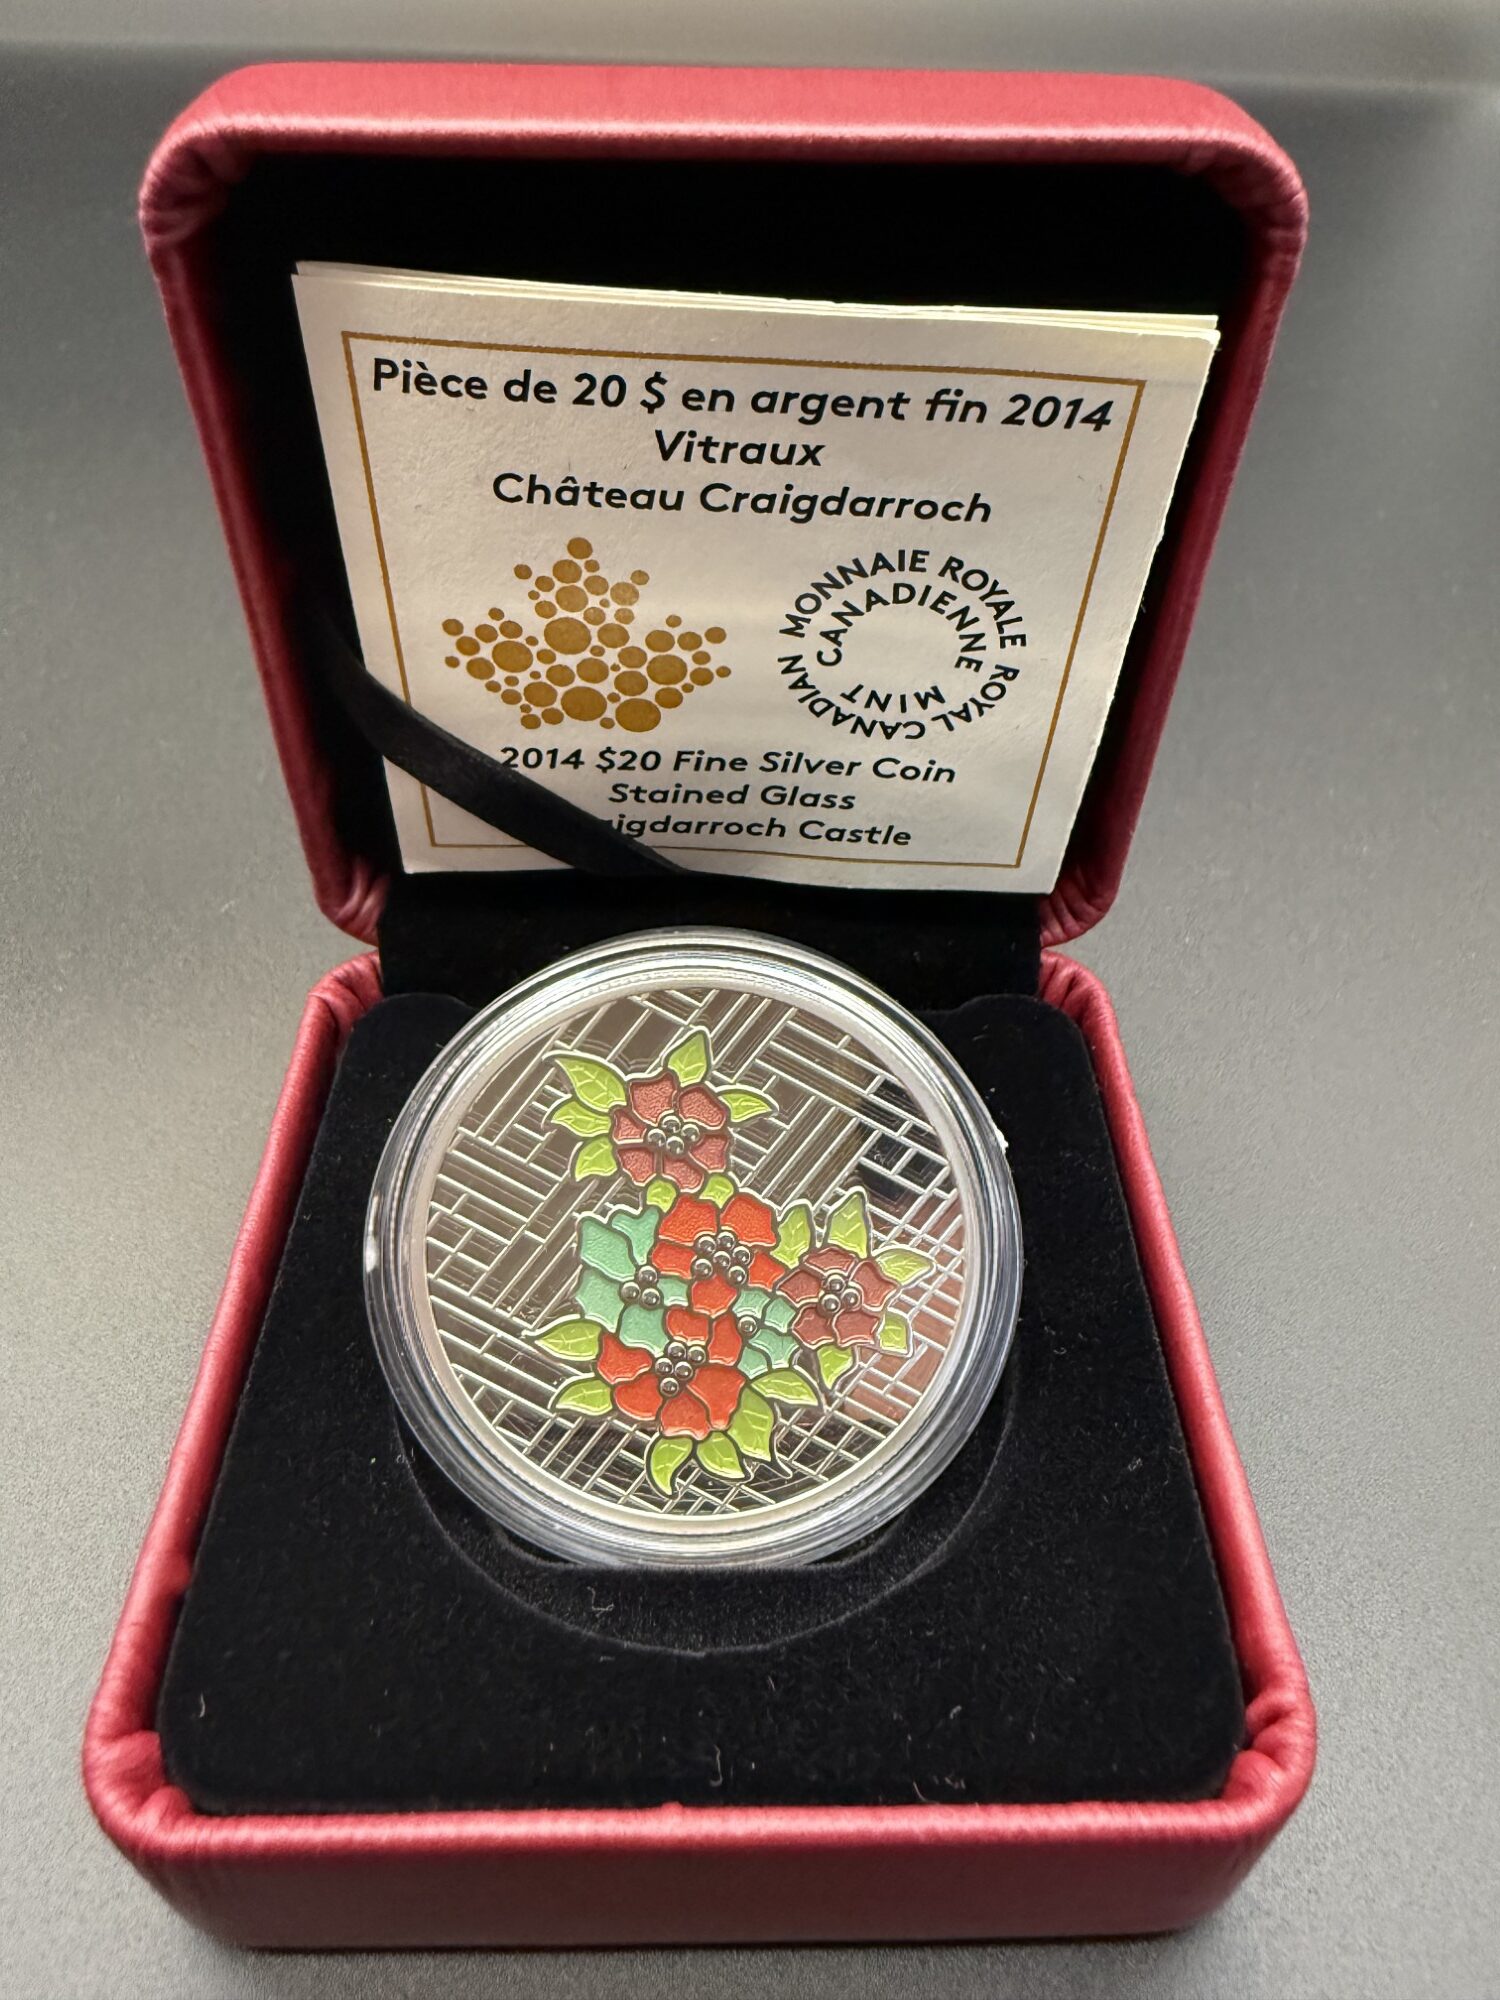 Pièce de 20 $ en argent fin 2014
Vitraux
Château Craigdarroch
MONNAIE ROYALE
CANADIENNE
ROYAL CANADIAN
MINT
2014 $20 Fine Silver Coin
Stained Glass
aigdarroch Castle